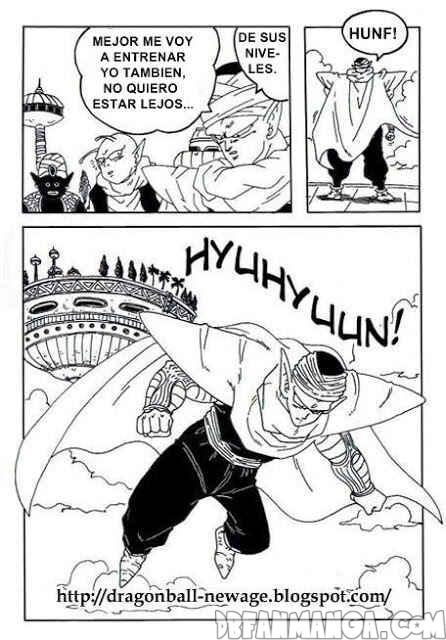 MEJOR ME VOY
A ENTRENAR
YO TAMBIEN,
NO QUIERO
ESTAR LEJOS...
DE SUS
NIVE-
LES.
HUNF!
HYUHYUUN!
http://dragonball-newage.blogspot.com/
DBFANMANGA.COM